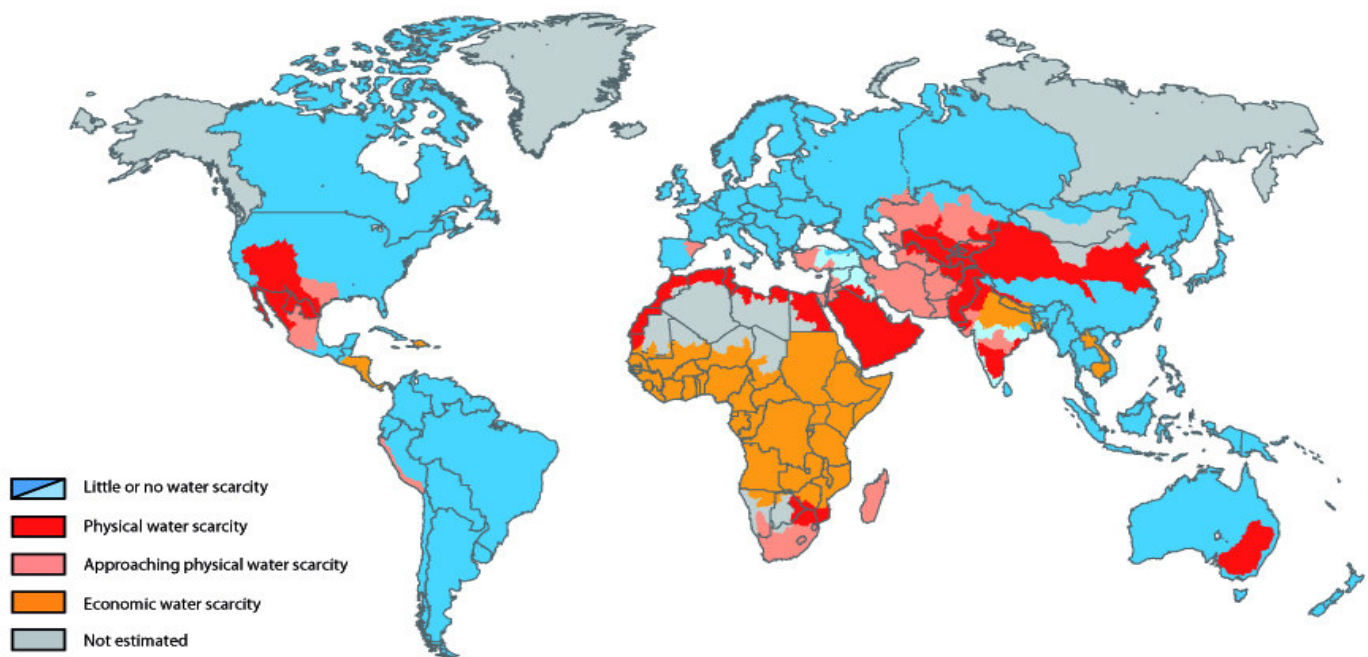 Little or no water scarcity
Physical water scarcity
Approaching physical water scarcity
Economic water scarcity
Not estimated